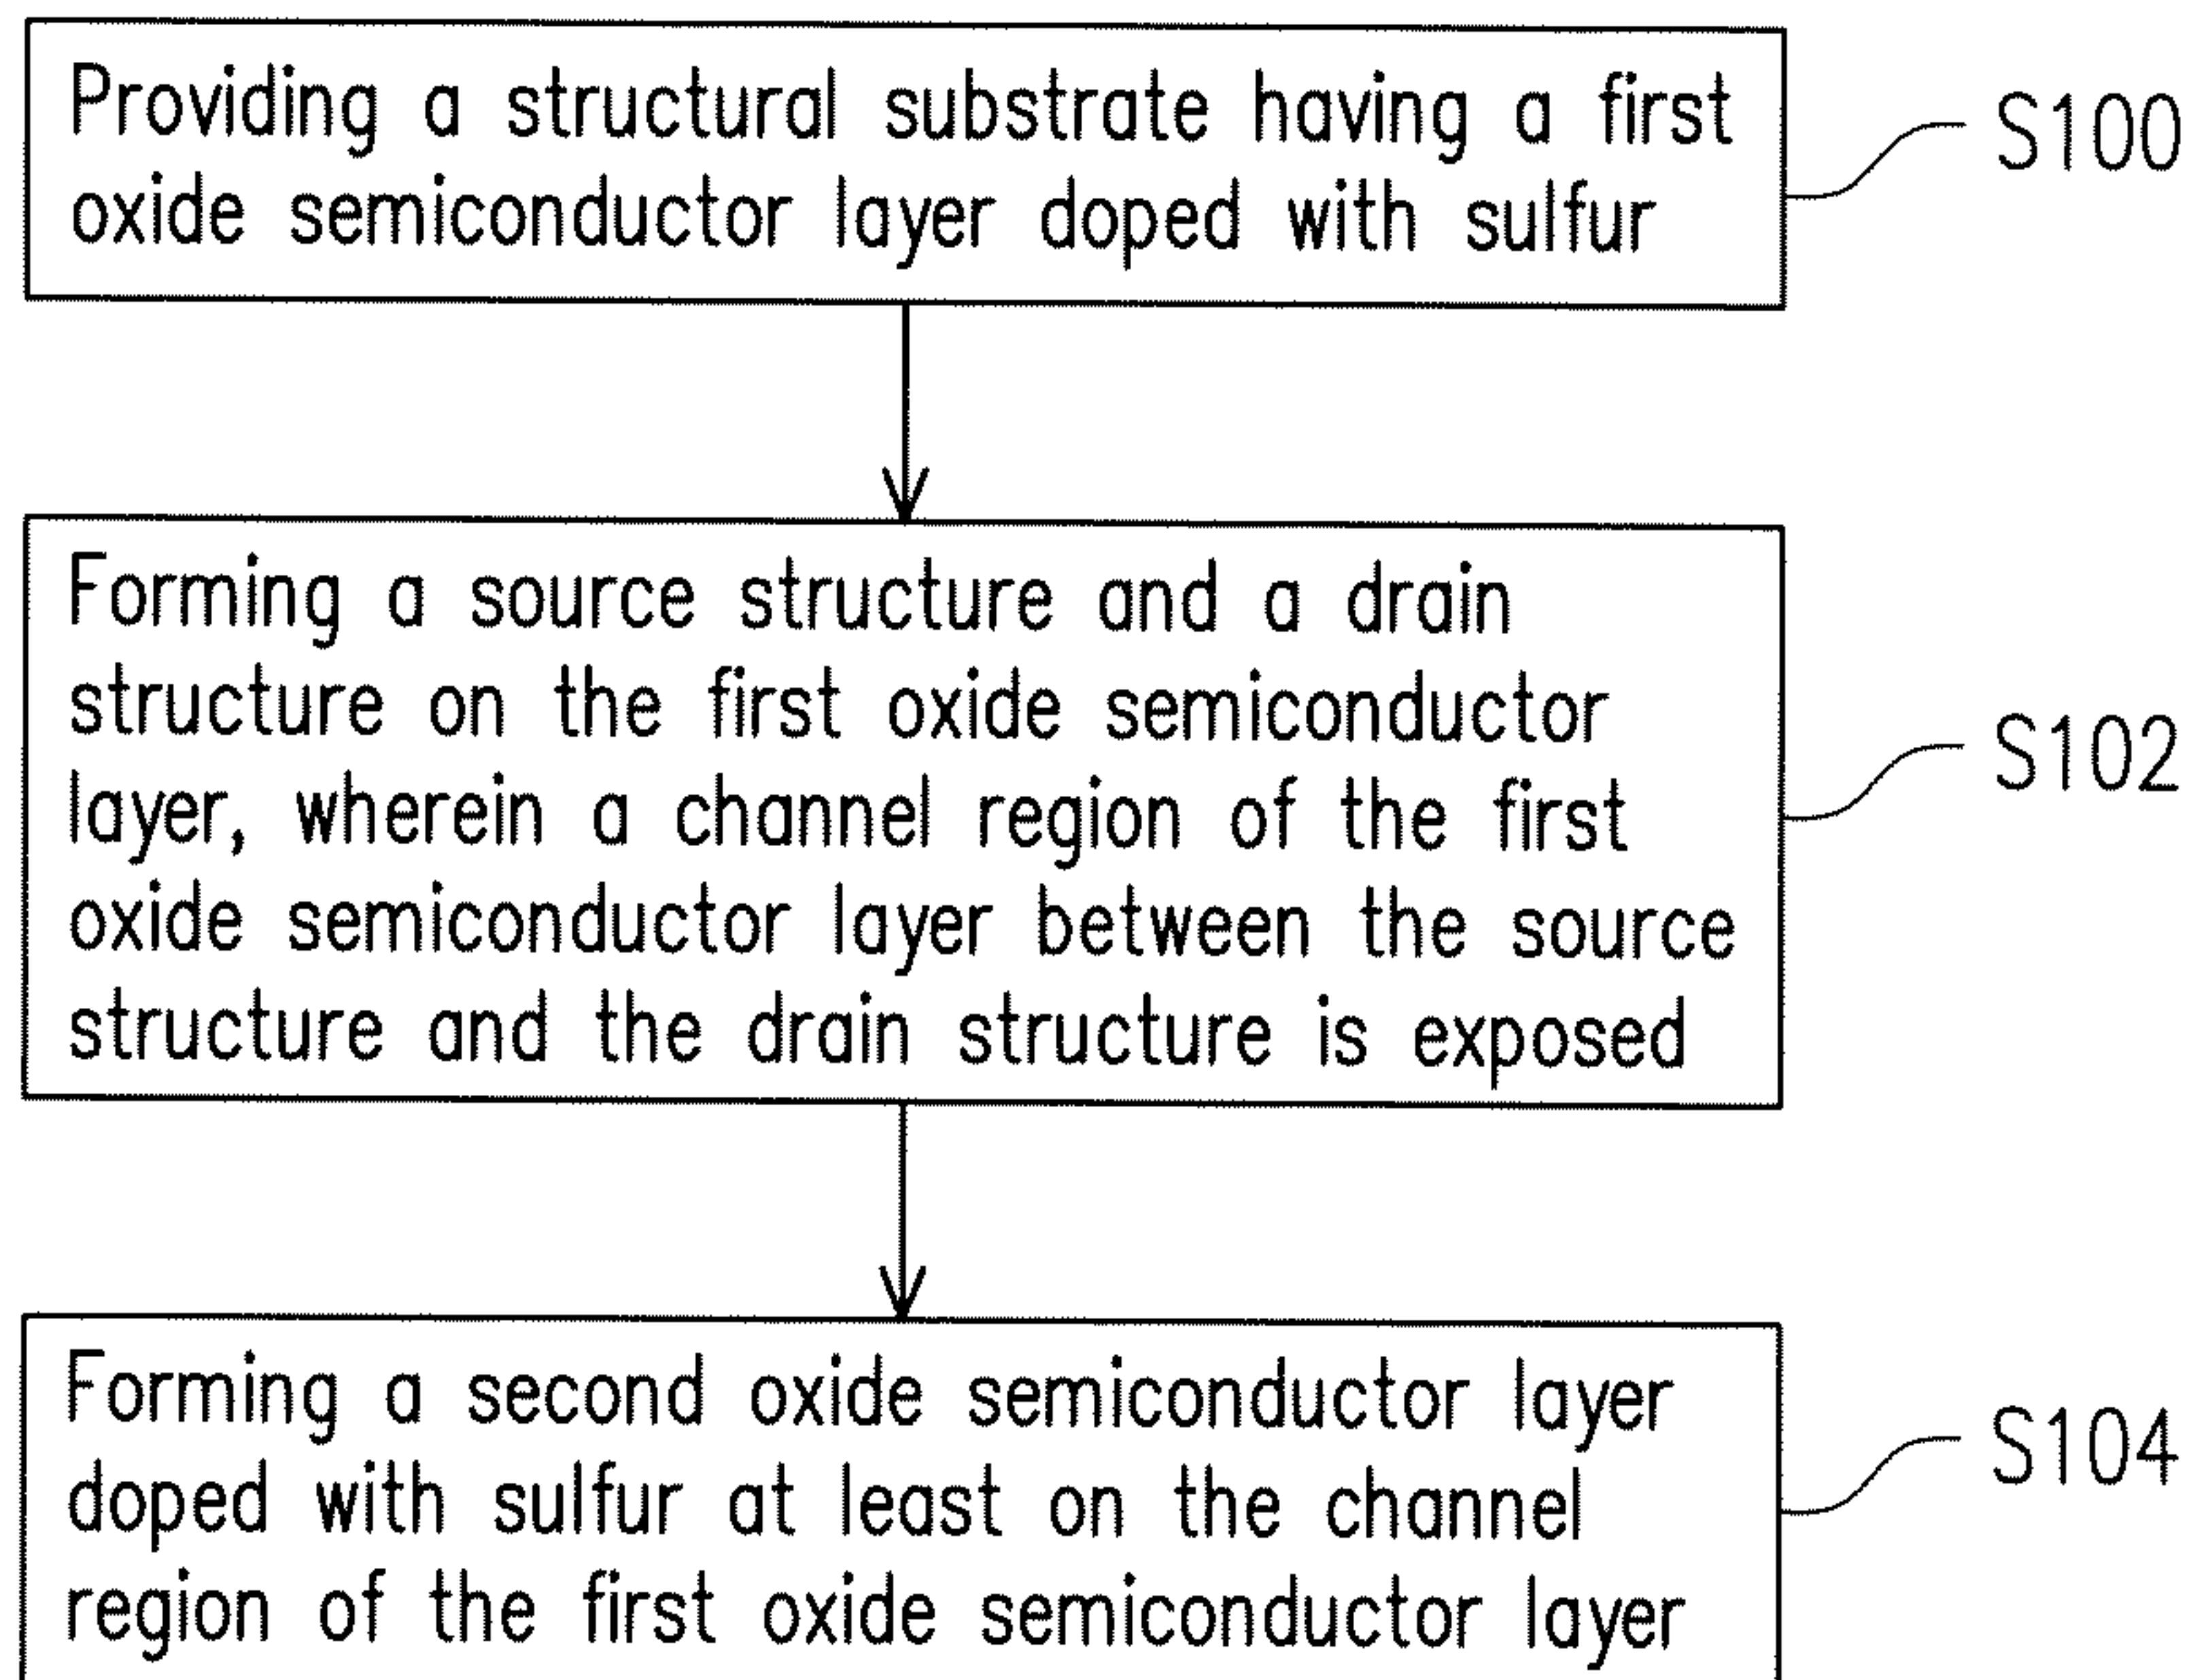 Providing a structural substrate having a first
oxide semiconductor layer doped with sulfur
S100
Forming a source structure and a drain
structure on the first oxide semiconductor
layer, wherein a channel region of the first
oxide semiconductor layer between the source
structure and the drain structure is exposed
S102
Forming a second oxide semiconductor layer
doped with sulfur at least on the channel
region of the first oxide semiconductor layer
S104